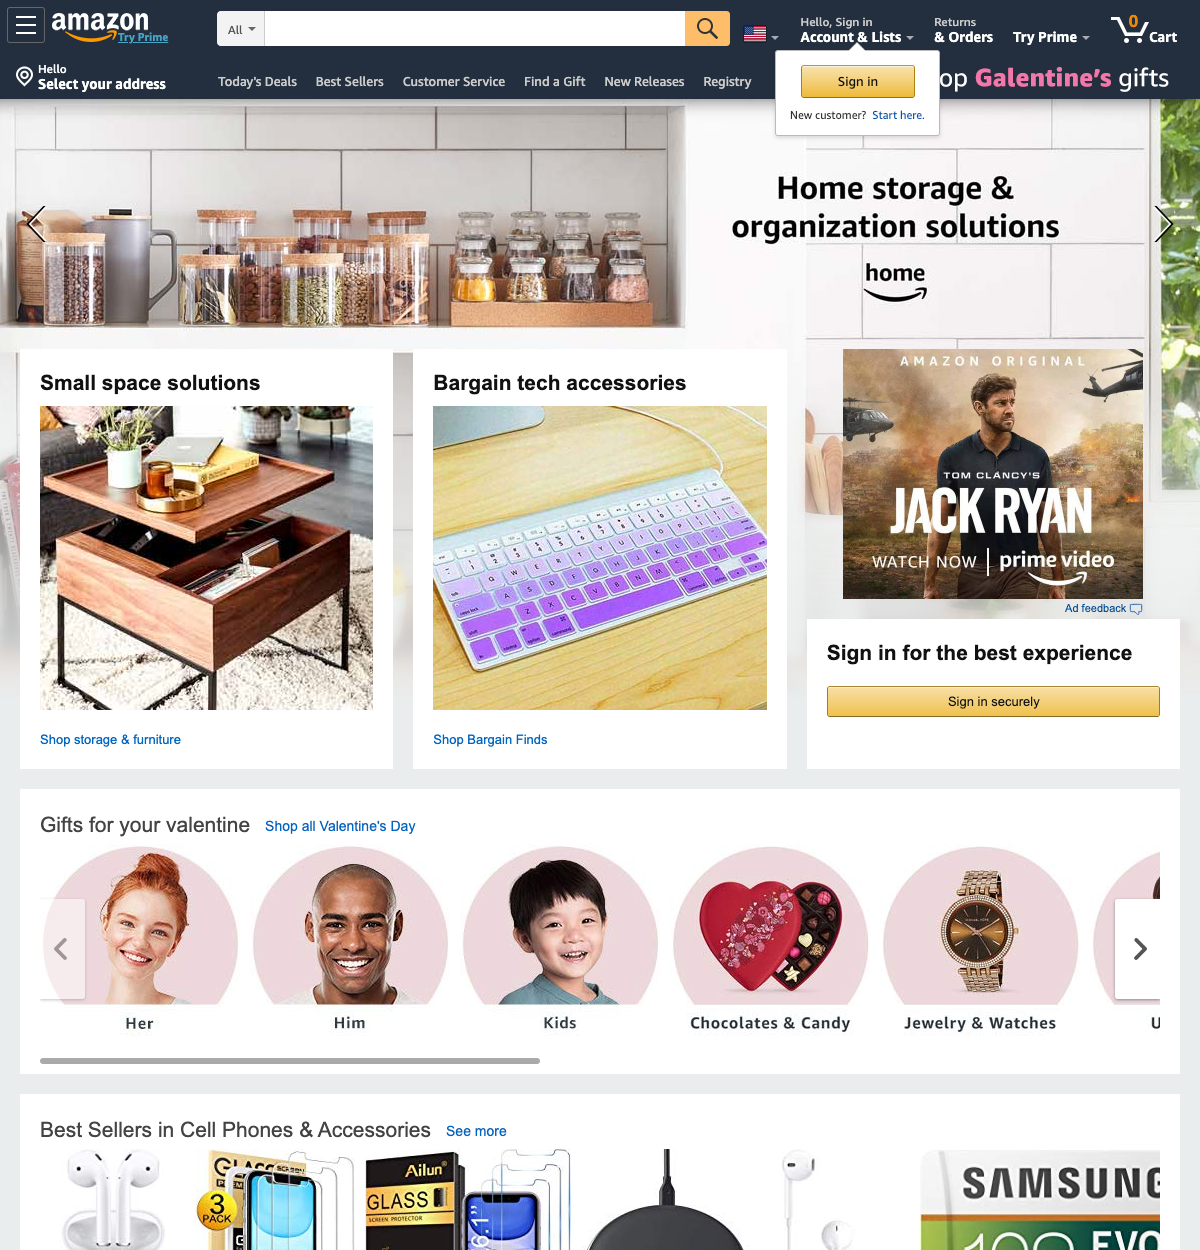 amazon
Try Prime
All
Hello, Sign in
Account & Lists
Returns
& Orders
Try Prime
0
Cart
Hello
Select your address
Today's Deals
Best Sellers
Customer Service
Find a Gift
New Releases
Registry
op Galentine's gifts
Sign in
New customer? Start here.
Home storage &
organization solutions
home
Small space solutions
Shop storage & furniture
Bargain tech accessories
Shop Bargain Finds
AMAZON ORIGINAL
TOM CLANCY'S
JACK RYAN
WATCH NOW | prime video
Ad feedback
Sign in for the best experience
Sign in securely
Gifts for your valentine
Shop all Valentine's Day
Her
Him
Kids
Chocolates & Candy
Jewelry & Watches
U
Best Sellers in Cell Phones & Accessories
See more
3
PACK
Ailun
GLASS
SCREEN PROTECTOR
6.1"
SAMSUNG
EVO